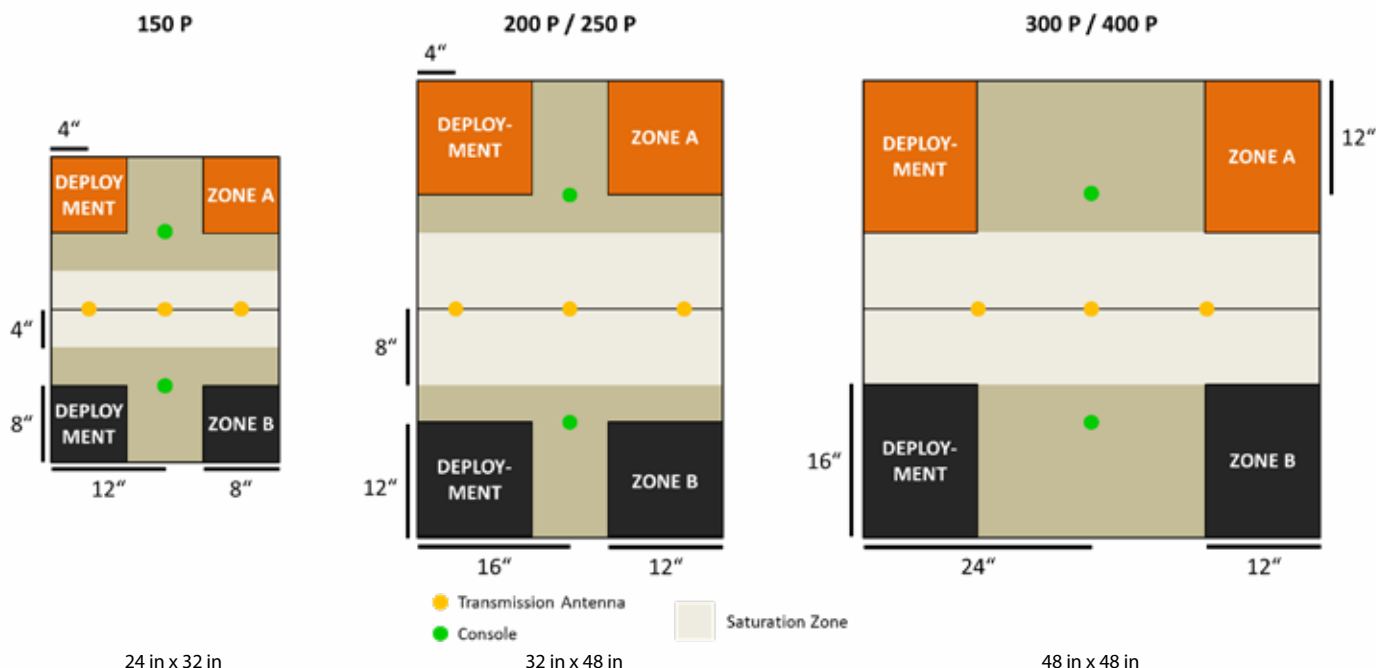 150 P
200 P / 250 P
300 P / 400 P
4“
DEPLOY
MENT
ZONE A
4“
8“
DEPLOY
MENT
ZONE B
12“
8“
4“
DEPLOY-
MENT
ZONE A
8“
12“
DEPLOY-
MENT
ZONE B
16“
12“
DEPLOY-
MENT
ZONE A
12“
16“
DEPLOY-
MENT
ZONE B
24“
12“
Transmission Antenna
Console
Saturation Zone
24 in x 32 in
32 in x 48 in
48 in x 48 in